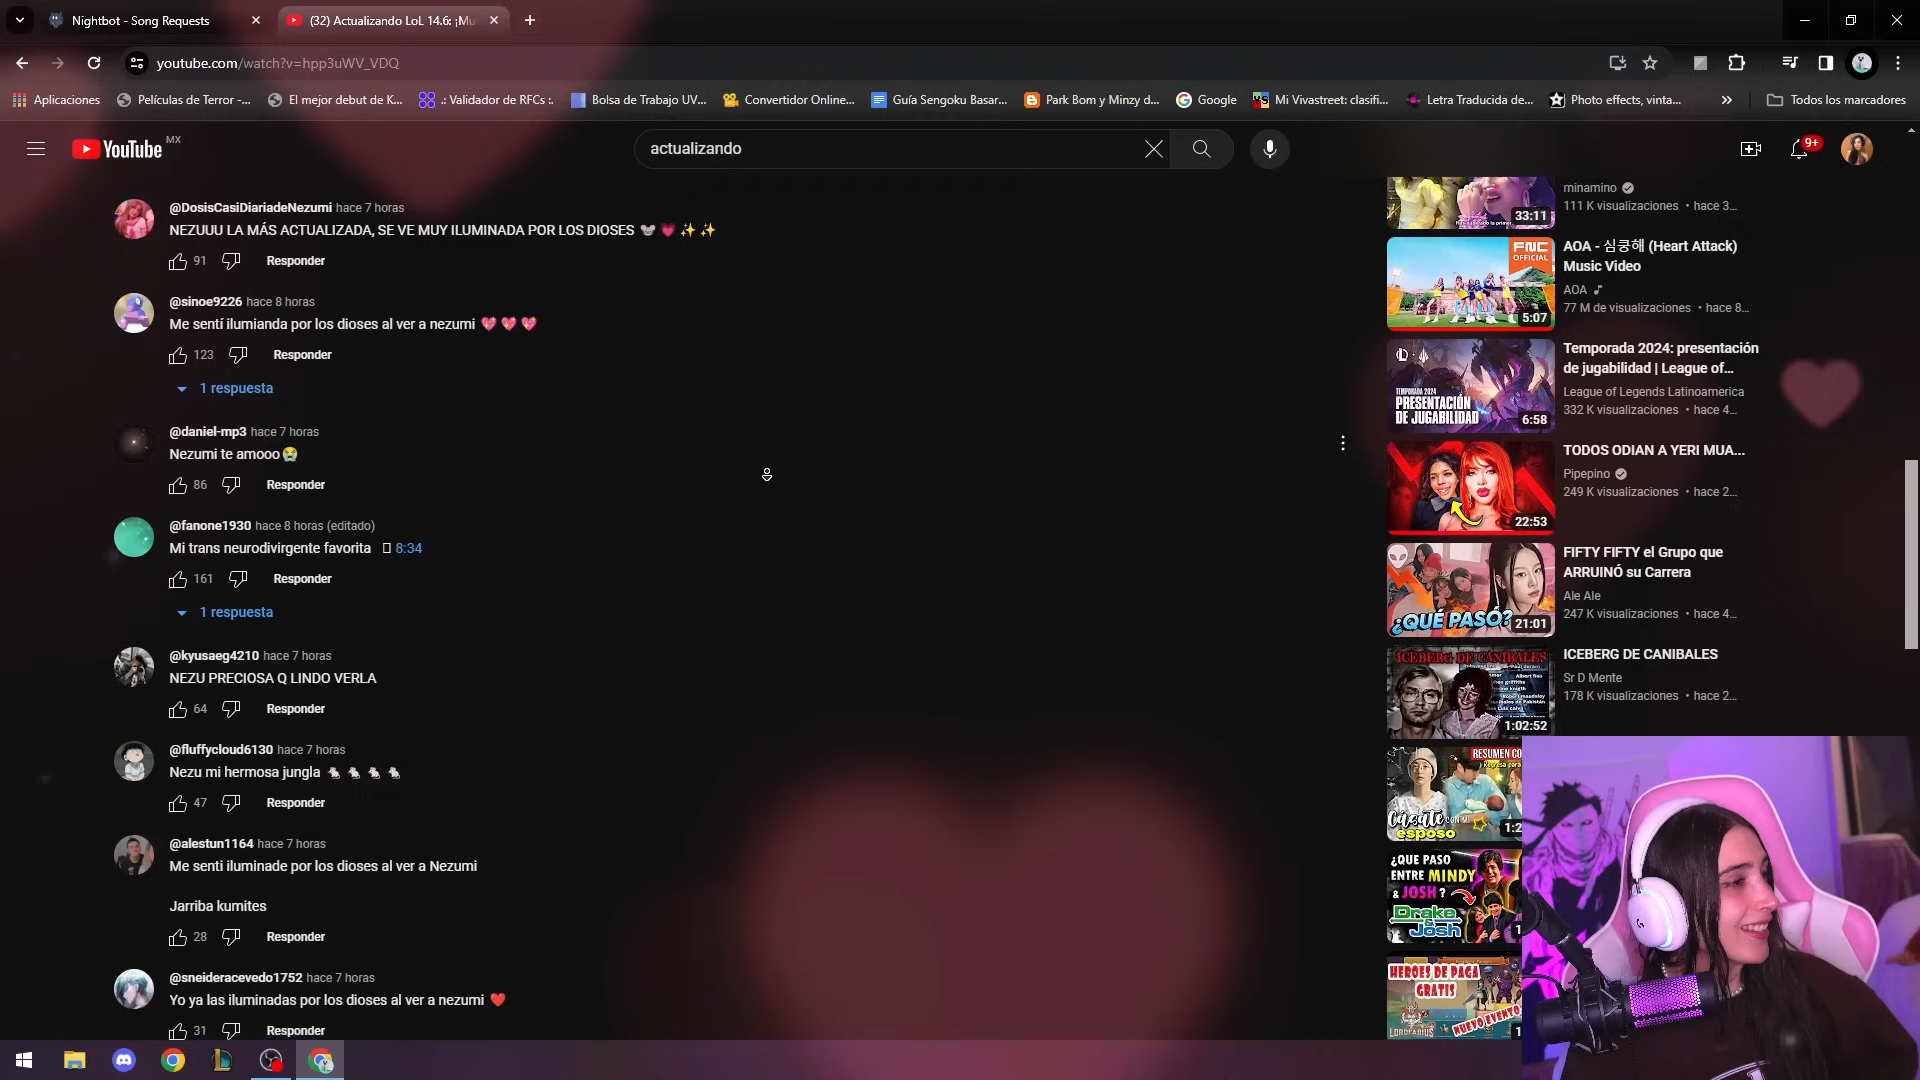 Nightbot - Song Requests
(32) Actualizando LoL 14.6: ¡Mu
youtube.com/watch?v=hpp3uWV_VDQ
Aplicaciones
Películas de Terror -...
El mejor debut de K...
.: Validador de RFCs :.
Bolsa de Trabajo UV...
Convertidor Online...
Guía Sengoku Basar...
Park Bom y Minzy d...
Google
Mi Vivastreet: clasifi...
Letra Traducida de...
Photo effects, vinta...
Todos los marcadores
YouTube MX
actualizando
9+
@DosisCasiDiariadeNezumi hace 7 horas
NEZUUU LA MÁS ACTUALIZADA, SE VE MUY ILUMINADA POR LOS DIOSES 🐭 💗 ✨ ✨
91 Responder
@sinoe9226 hace 8 horas
Me sentí ilumianda por los dioses al ver a nezumi 💖 💖 💖
123 Responder
1 respuesta
@daniel-mp3 hace 7 horas
Nezumi te amooo😭
86 Responder
@fanone1930 hace 8 horas (editado)
Mi trans neurodivirgente favorita 8:34
161 Responder
1 respuesta
@kyusaeg4210 hace 7 horas
NEZU PRECIOSA Q LINDO VERLA
64 Responder
@fluffycloud6130 hace 7 horas
Nezu mi hermosa jungla 🐁 🐁 🐁 🐁
47 Responder
@alestun1164 hace 7 horas
Me senti iluminade por los dioses al ver a Nezumi
Jarriba kumites
28 Responder
@sneideracevedo1752 hace 7 horas
Yo ya las iluminadas por los dioses al ver a nezumi ❤️
31 Responder
33:11
minamino
111 K visualizaciones • hace 3...
FNC
OFFICIAL
5:07
AOA - 심쿵해 (Heart Attack)
Music Video
AOA
77 M de visualizaciones • hace 8...
TEMPORADA 2024
PRESENTACIÓN
DE JUGABILIDAD
6:58
Temporada 2024: presentación
de jugabilidad | League of...
League of Legends Latinoamerica
332 K visualizaciones • hace 4...
22:53
TODOS ODIAN A YERI MUA...
Pipepino
249 K visualizaciones • hace 2...
¿QUÉ PASÓ?
21:01
FIFTY FIFTY el Grupo que
ARRUINÓ su Carrera
Ale Ale
247 K visualizaciones • hace 4...
ICEBERG DE CANIBALES
1:02:52
ICEBERG DE CANIBALES
Sr D Mente
178 K visualizaciones • hace 2...
RESUMEN CO
Casate CON MI
esposo
1:2
¿QUE PASO
ENTRE MINDY
& JOSH ?
Drake &
Josh
HEROES DE PAGA
GRATIS
NUEVO EVENTO